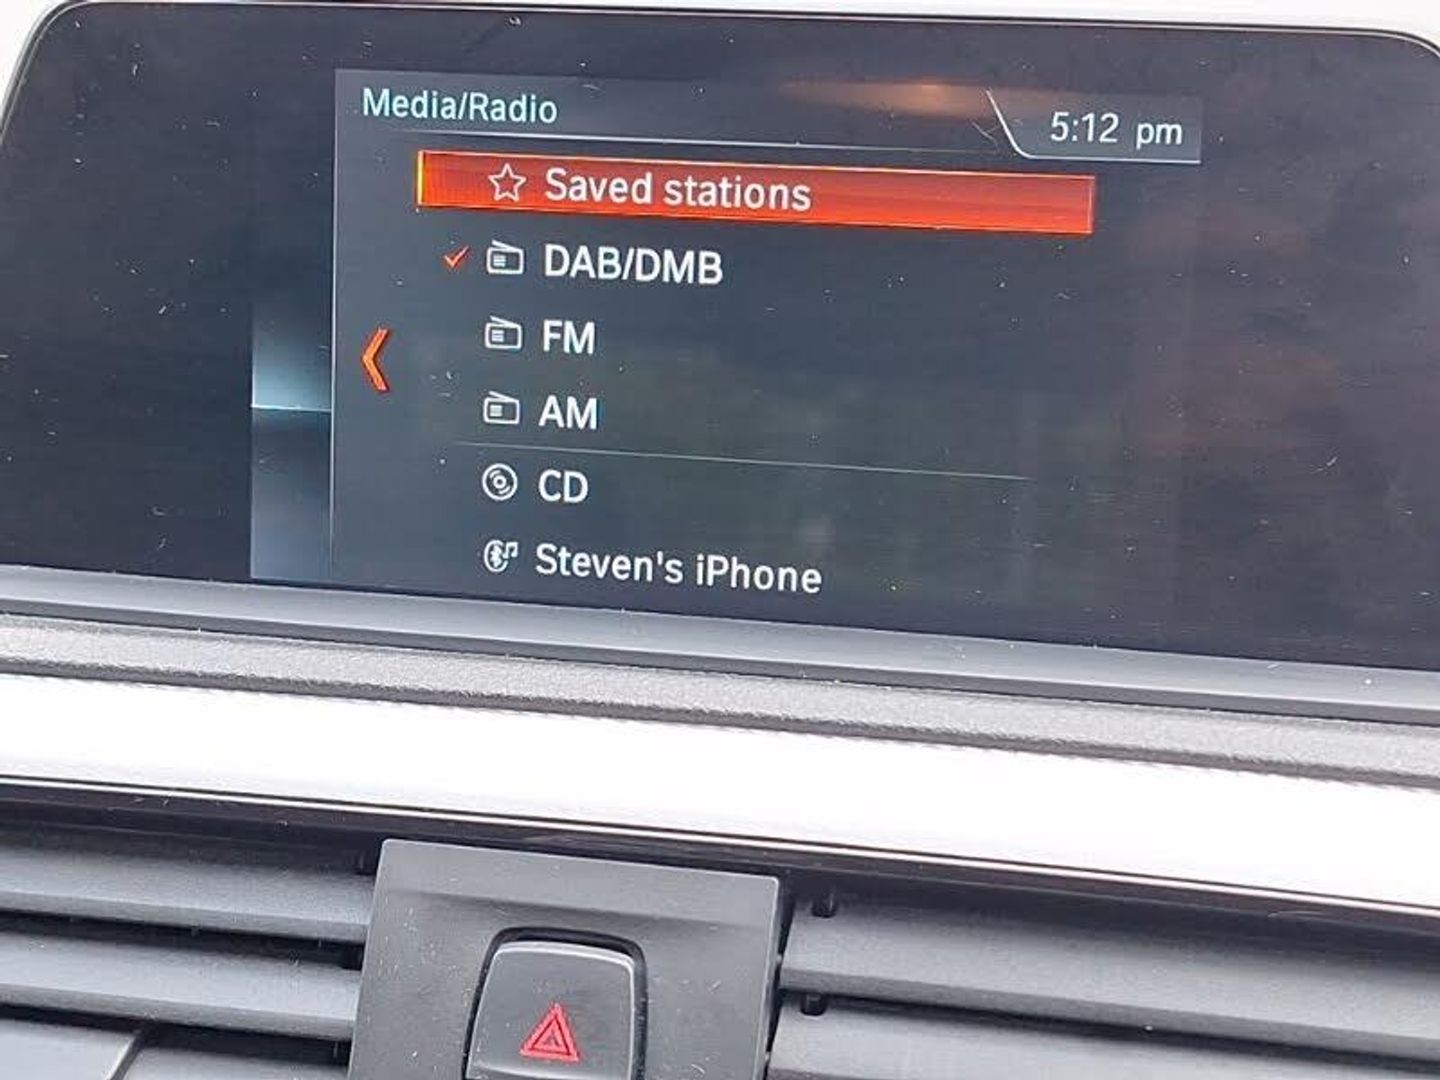 Media/Radio
5:12 pm
Saved stations
DAB/DMB
FM
AM
CD
Steven's iPhone